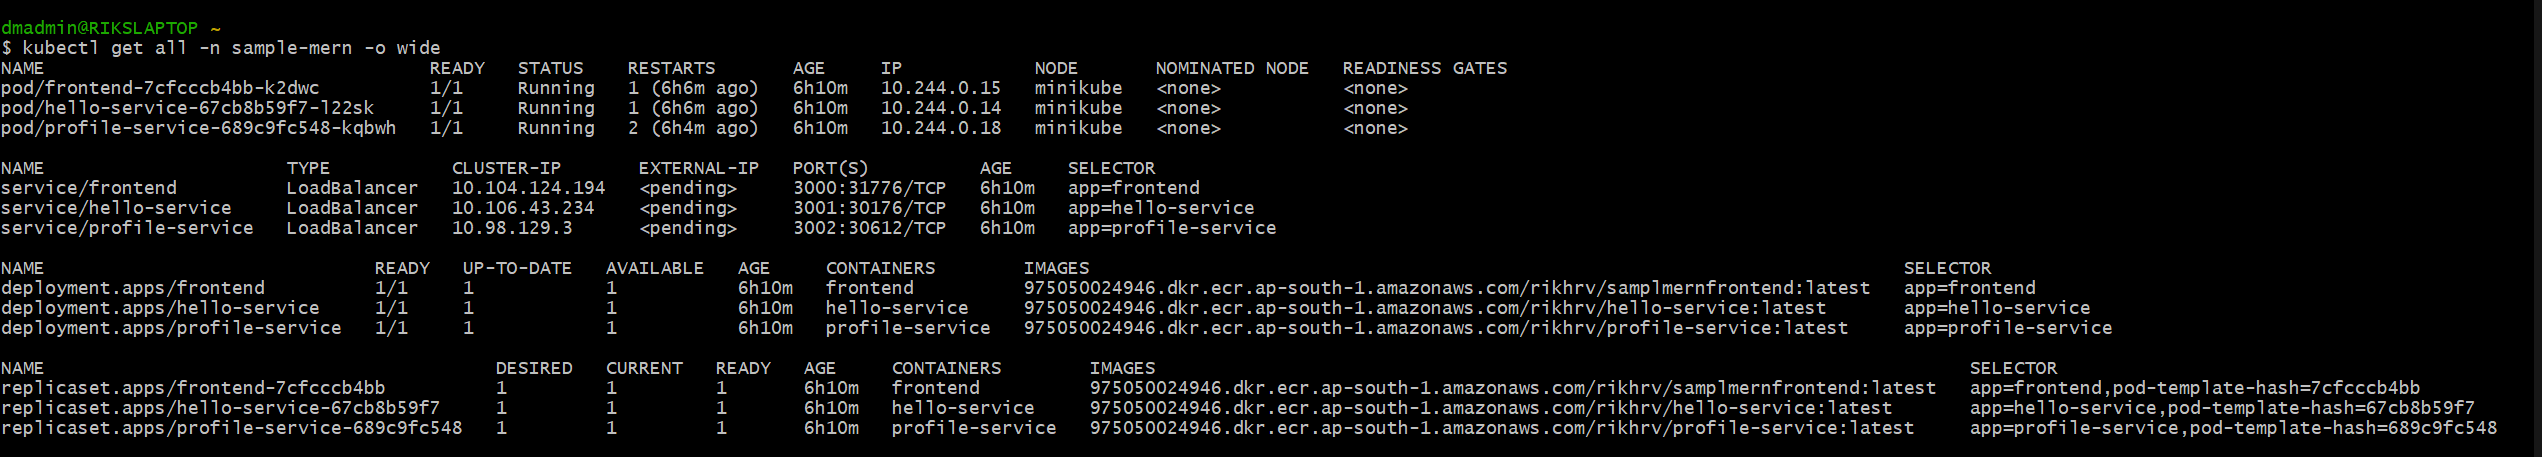 dmadmin@RIKSLAPTOP ~
$ kubectl get all -n sample-mern -o wide
NAME                                   READY   STATUS    RESTARTS       AGE     IP            NODE       NOMINATED NODE   READINESS GATES
pod/frontend-7cfcccb4bb-k2dwc          1/1     Running   1 (6h6m ago)   6h10m   10.244.0.15   minikube   <none>           <none>
pod/hello-service-67cb8b59f7-l22sk     1/1     Running   1 (6h6m ago)   6h10m   10.244.0.14   minikube   <none>           <none>
pod/profile-service-689c9fc548-kqbwh   1/1     Running   2 (6h4m ago)   6h10m   10.244.0.18   minikube   <none>           <none>
NAME                      TYPE           CLUSTER-IP       EXTERNAL-IP   PORT(S)          AGE     SELECTOR
service/frontend          LoadBalancer   10.104.124.194   <pending>     3000:31776/TCP   6h10m   app=frontend
service/hello-service     LoadBalancer   10.106.43.234    <pending>     3001:30176/TCP   6h10m   app=hello-service
service/profile-service   LoadBalancer   10.98.129.3      <pending>     3002:30612/TCP   6h10m   app=profile-service
NAME                              READY   UP-TO-DATE   AVAILABLE   AGE     CONTAINERS        IMAGES                                                                          SELECTOR
deployment.apps/frontend          1/1     1            1           6h10m   frontend          975050024946.dkr.ecr.ap-south-1.amazonaws.com/rikhrv/samplmernfrontend:latest   app=frontend
deployment.apps/hello-service     1/1     1            1           6h10m   hello-service     975050024946.dkr.ecr.ap-south-1.amazonaws.com/rikhrv/hello-service:latest       app=hello-service
deployment.apps/profile-service   1/1     1            1           6h10m   profile-service   975050024946.dkr.ecr.ap-south-1.amazonaws.com/rikhrv/profile-service:latest     app=profile-service
NAME                                         DESIRED   CURRENT   READY   AGE     CONTAINERS        IMAGES                                                                          SELECTOR
replicaset.apps/frontend-7cfcccb4bb          1         1         1       6h10m   frontend          975050024946.dkr.ecr.ap-south-1.amazonaws.com/rikhrv/samplmernfrontend:latest   app=frontend,pod-template-hash=7cfcccb4bb
replicaset.apps/hello-service-67cb8b59f7     1         1         1       6h10m   hello-service     975050024946.dkr.ecr.ap-south-1.amazonaws.com/rikhrv/hello-service:latest       app=hello-service,pod-template-hash=67cb8b59f7
replicaset.apps/profile-service-689c9fc548   1         1         1       6h10m   profile-service   975050024946.dkr.ecr.ap-south-1.amazonaws.com/rikhrv/profile-service:latest     app=profile-service,pod-template-hash=689c9fc548